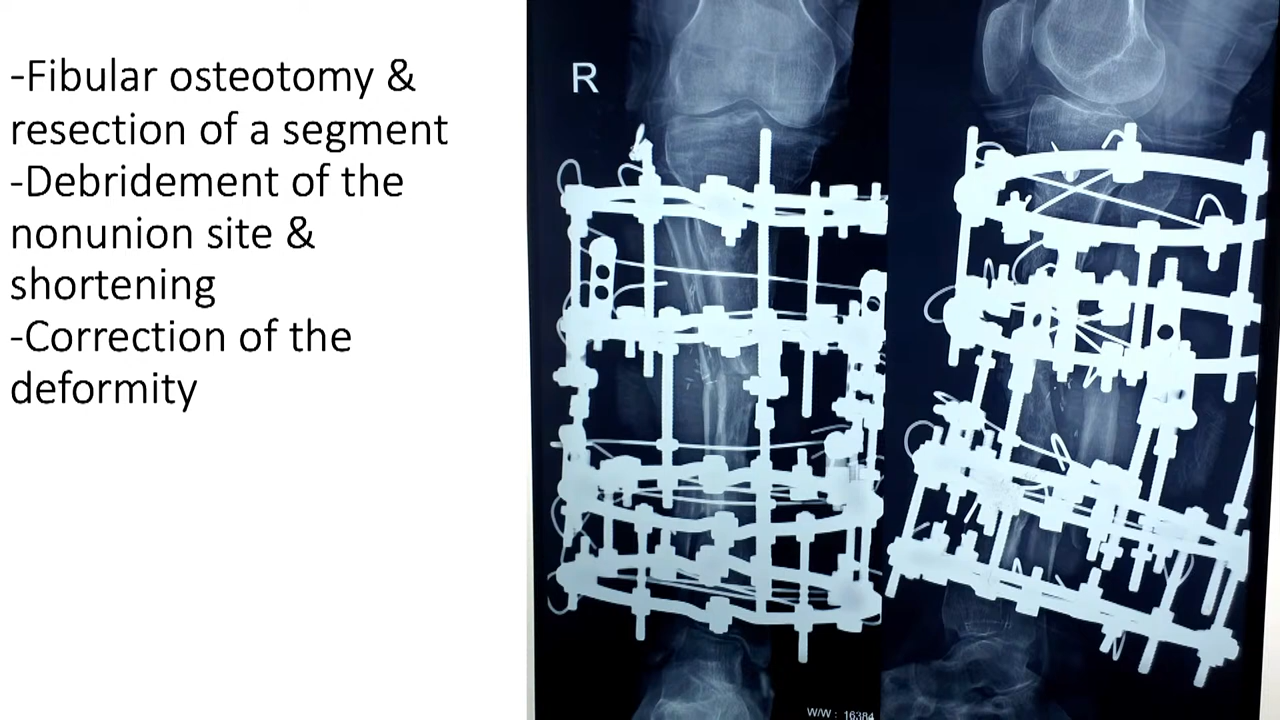 -Fibular osteotomy &
resection of a segment
-Debridement of the
nonunion site &
shortening
-Correction of the
deformity
R
W/W : 16384